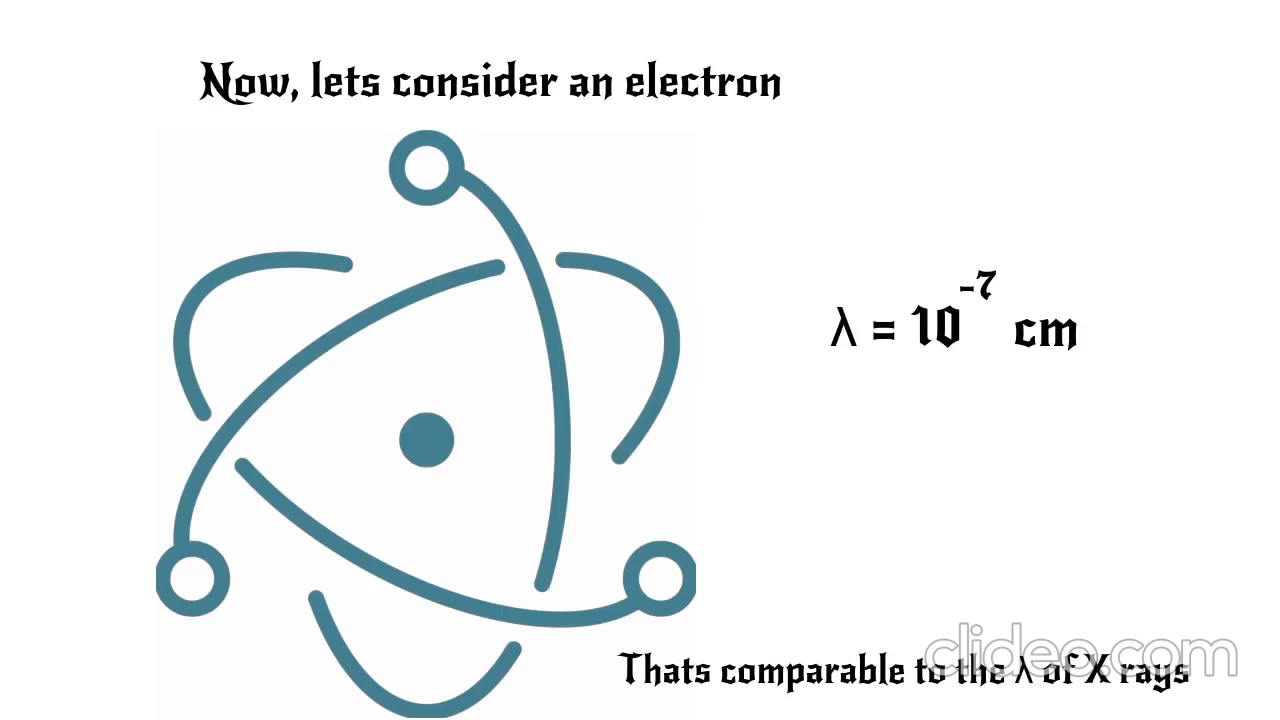 Now, lets consider an electron
λ = 10⁻⁷ cm
Thats comparable to the λ of X rays
clideo.com